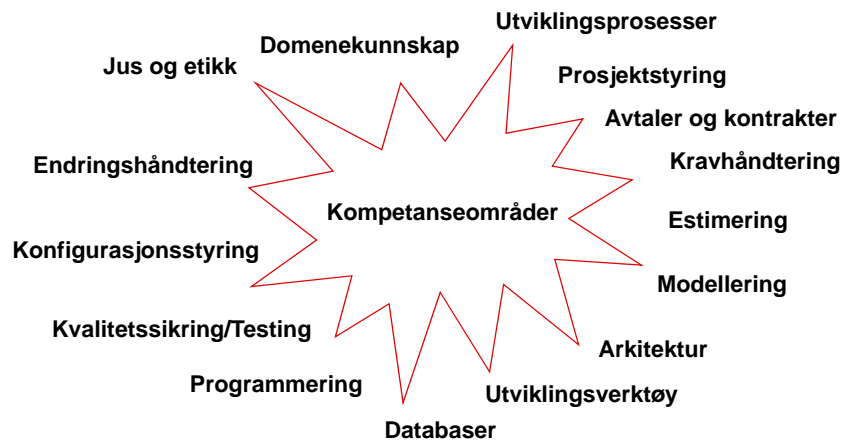 Utviklingsprosesser
Domenekunnskap
Jus og etikk
Prosjektstyring
Avtaler og kontrakter
Endringshåndtering
Kravhåndtering
Kompetanseområder
Estimering
Konfigurasjonsstyring
Modellering
Kvalitetssikring/Testing
Arkitektur
Programmering
Utviklingsverktøy
Databaser